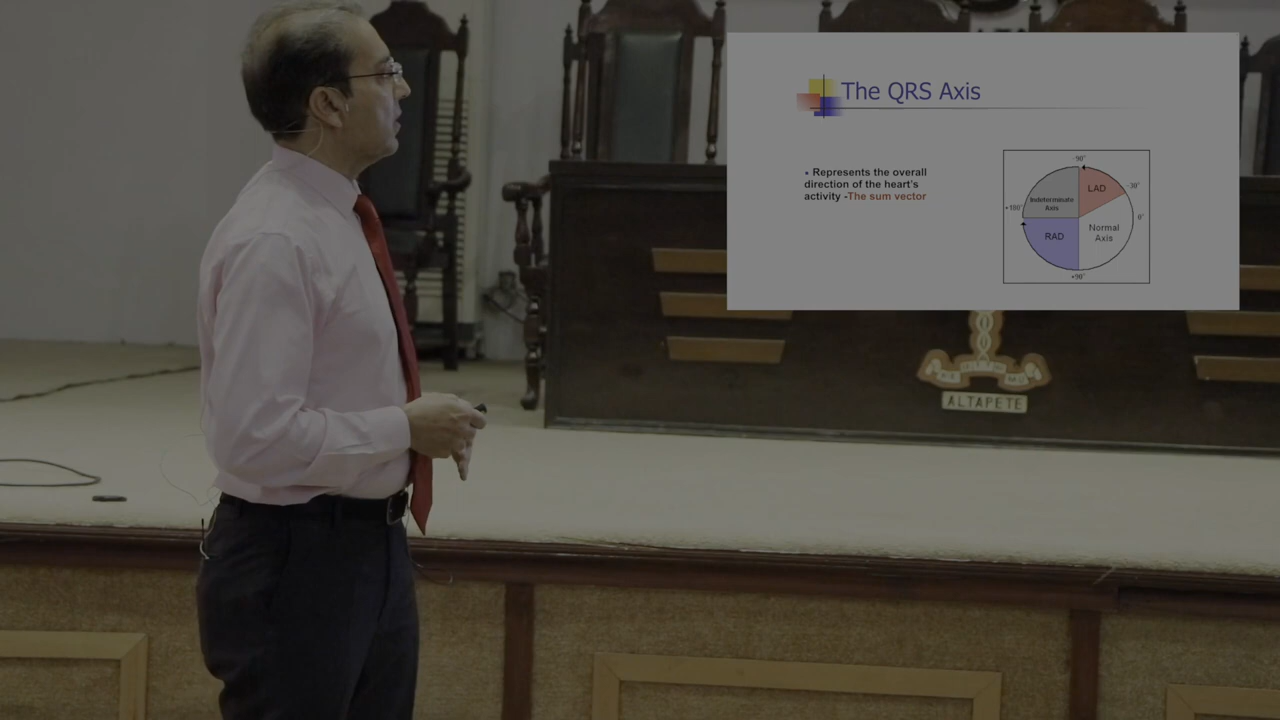 The QRS Axis
• Represents the overall
direction of the heart's
activity -The sum vector
-90°
LAD
-30°
Indeterminate
Axis
0°
Normal
Axis
RAD
+90°
ALTAPETE